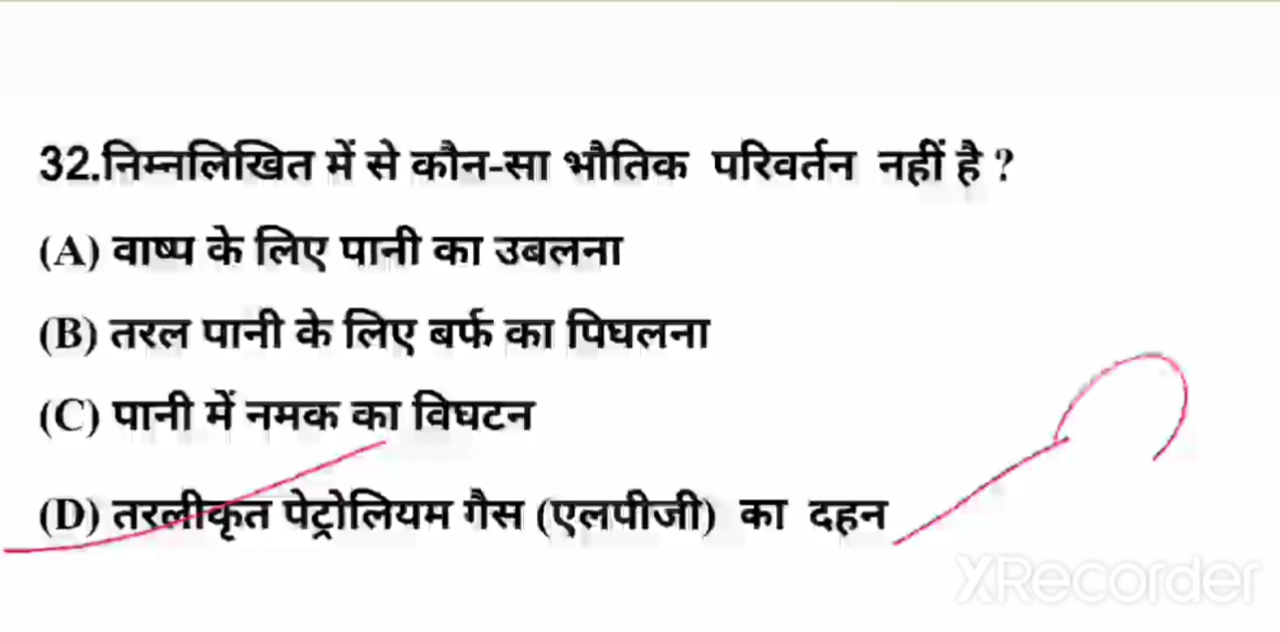 32.निम्नलिखित में से कौन-सा भौतिक परिवर्तन नहीं है ?
(A) वाष्प के लिए पानी का उबलना
(B) तरल पानी के लिए बर्फ का पिघलना
(C) पानी में नमक का विघटन
(D) तरलीकृत पेट्रोलियम गैस (एलपीजी) का दहन
XRecorder